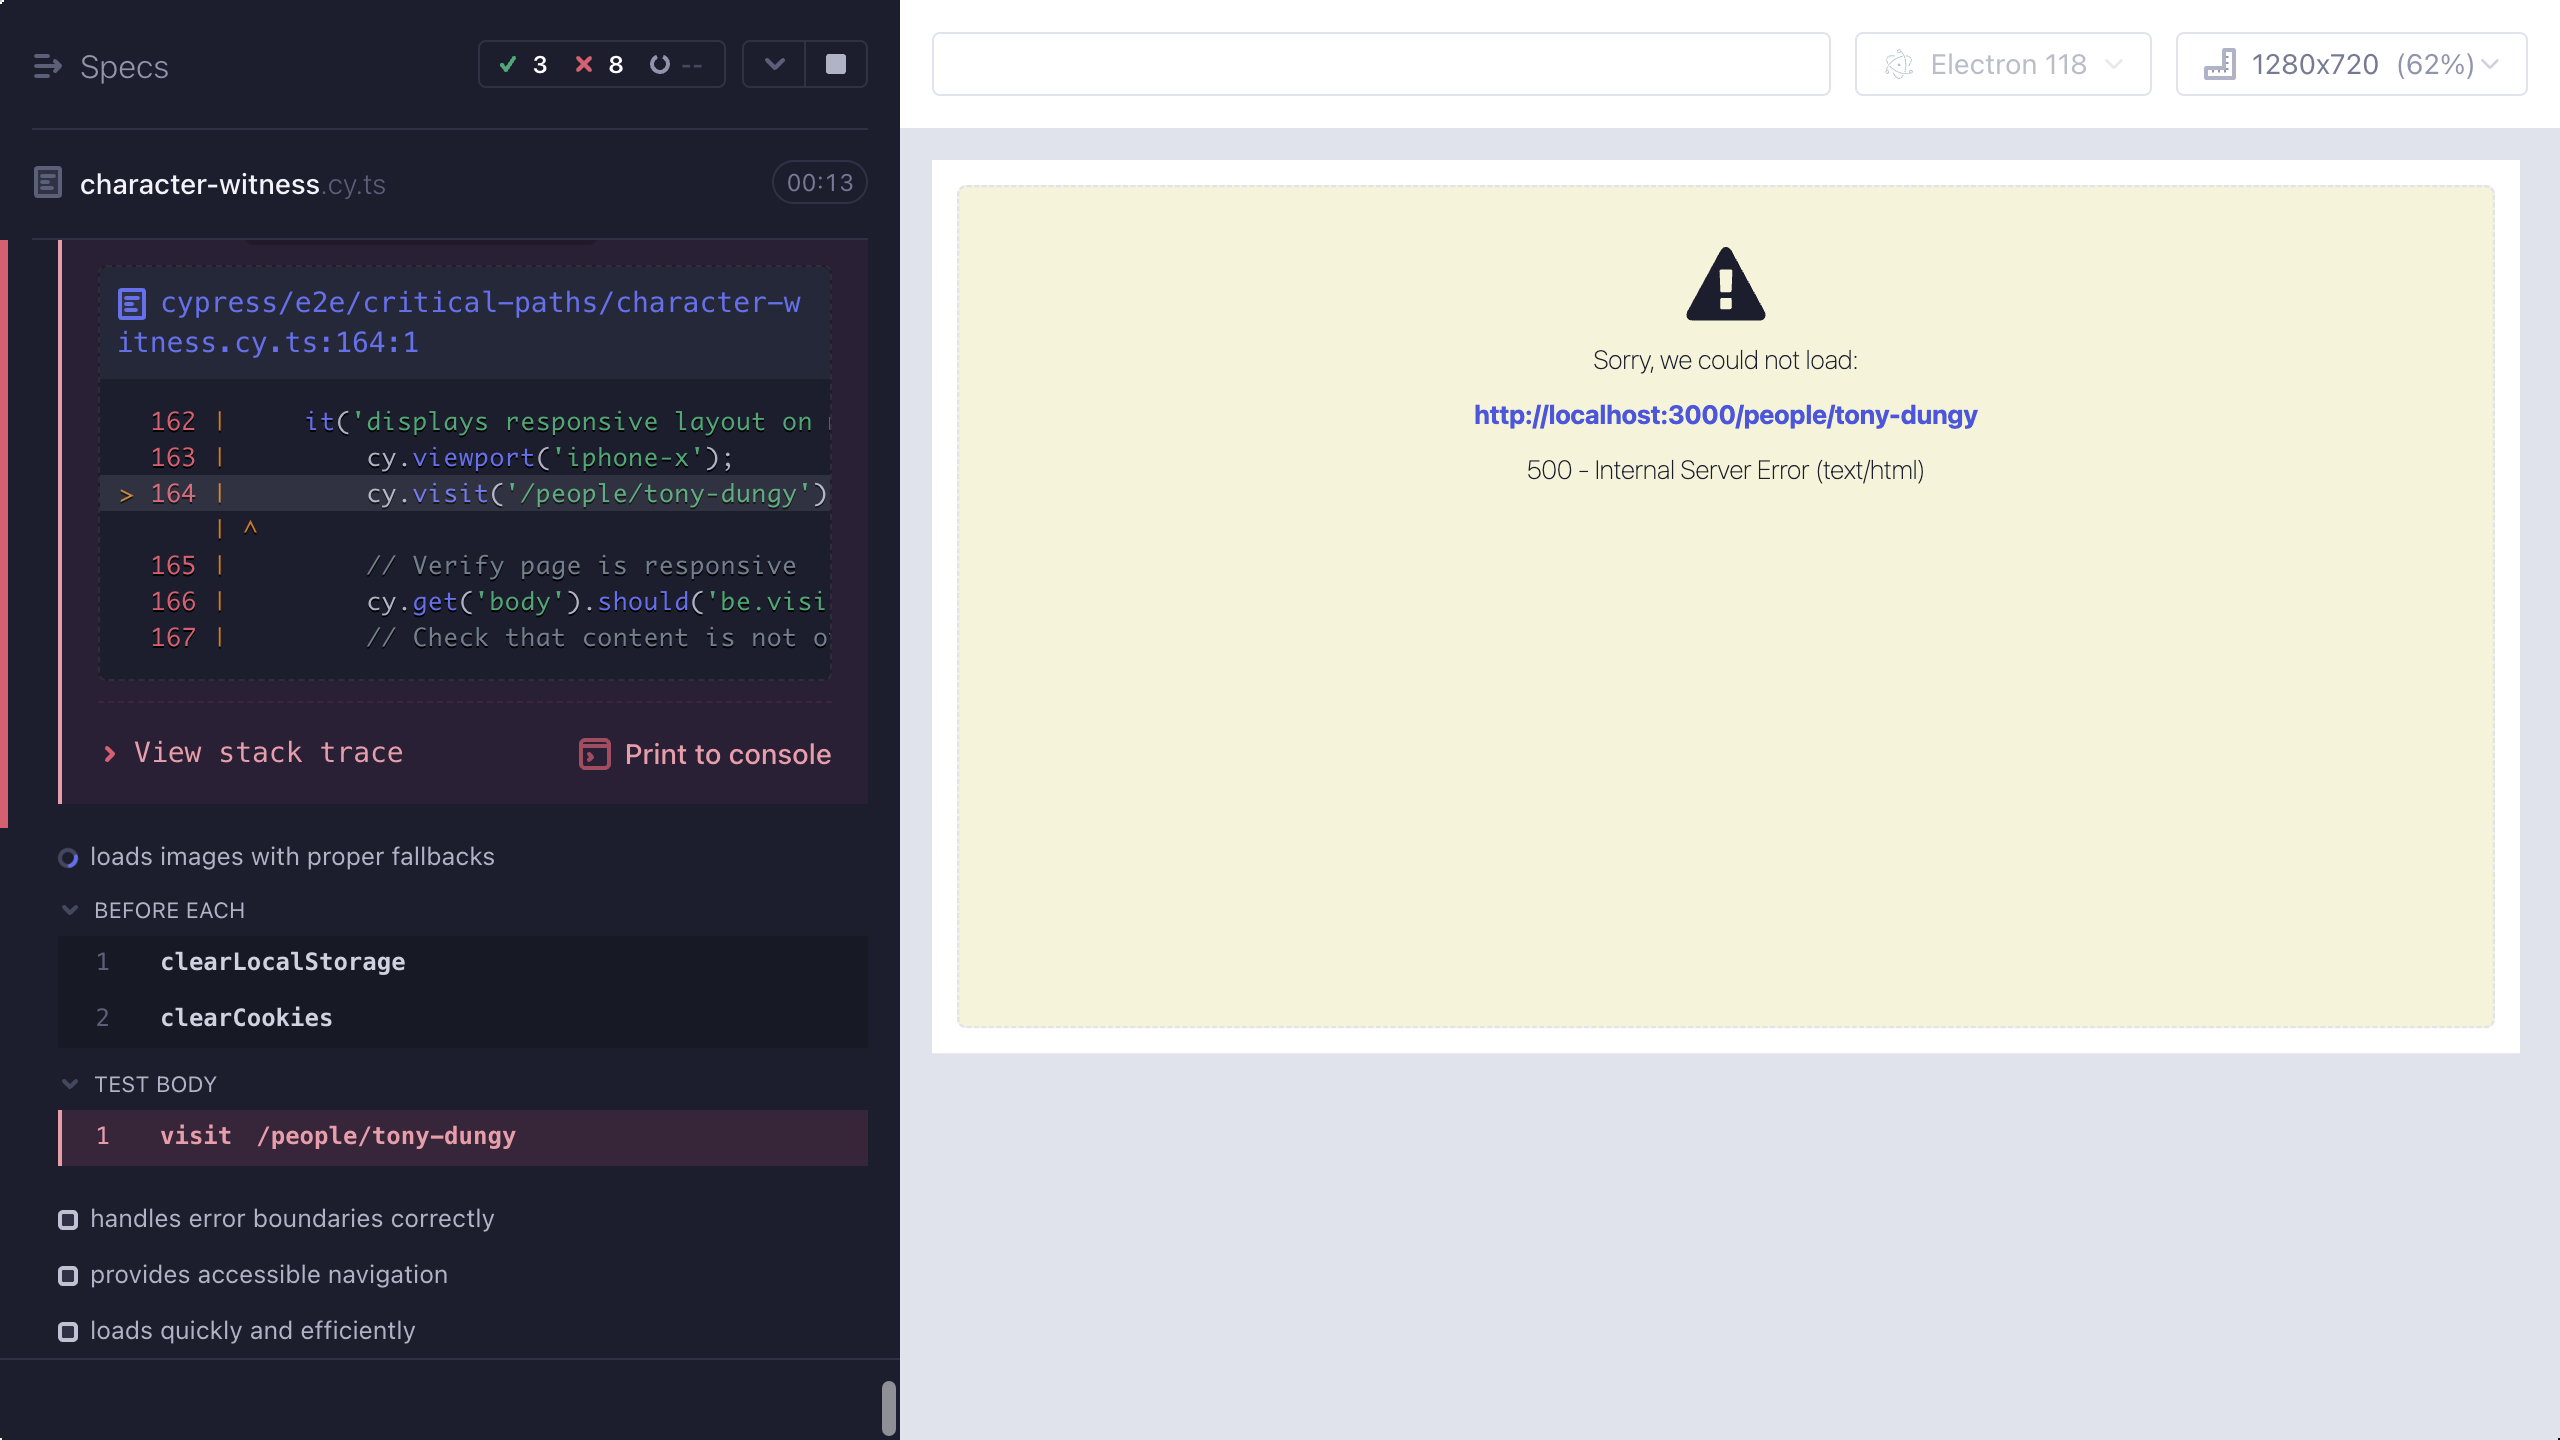 Specs
3 8 --
character-witness.cy.ts
00:13
cypress/e2e/critical-paths/character-w
itness.cy.ts:164:1
162 | it('displays responsive layout on
163 | cy.viewport('iphone-x');
> 164 | cy.visit('/people/tony-dungy')
| ^
165 | // Verify page is responsive
166 | cy.get('body').should('be.visi
167 | // Check that content is not o
View stack trace
Print to console
loads images with proper fallbacks
BEFORE EACH
1 clearLocalStorage
2 clearCookies
TEST BODY
1 visit /people/tony-dungy
handles error boundaries correctly
provides accessible navigation
loads quickly and efficiently
Electron 118
1280x720 (62%)
Sorry, we could not load:
http://localhost:3000/people/tony-dungy
500 - Internal Server Error (text/html)